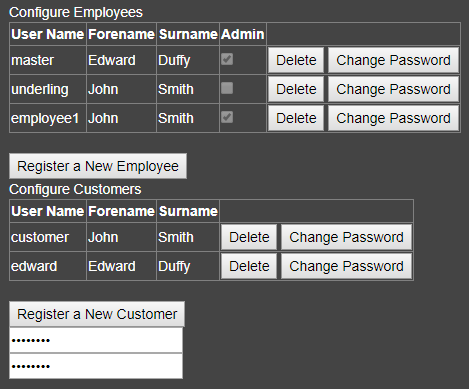 Configure Employees
User Name Forename Surname Admin
master Edward Duffy Delete Change Password
underling John Smith Delete Change Password
employee1 John Smith Delete Change Password
Register a New Employee
Configure Customers
User Name Forename Surname
customer John Smith Delete Change Password
edward Edward Duffy Delete Change Password
Register a New Customer
••••••••
••••••••